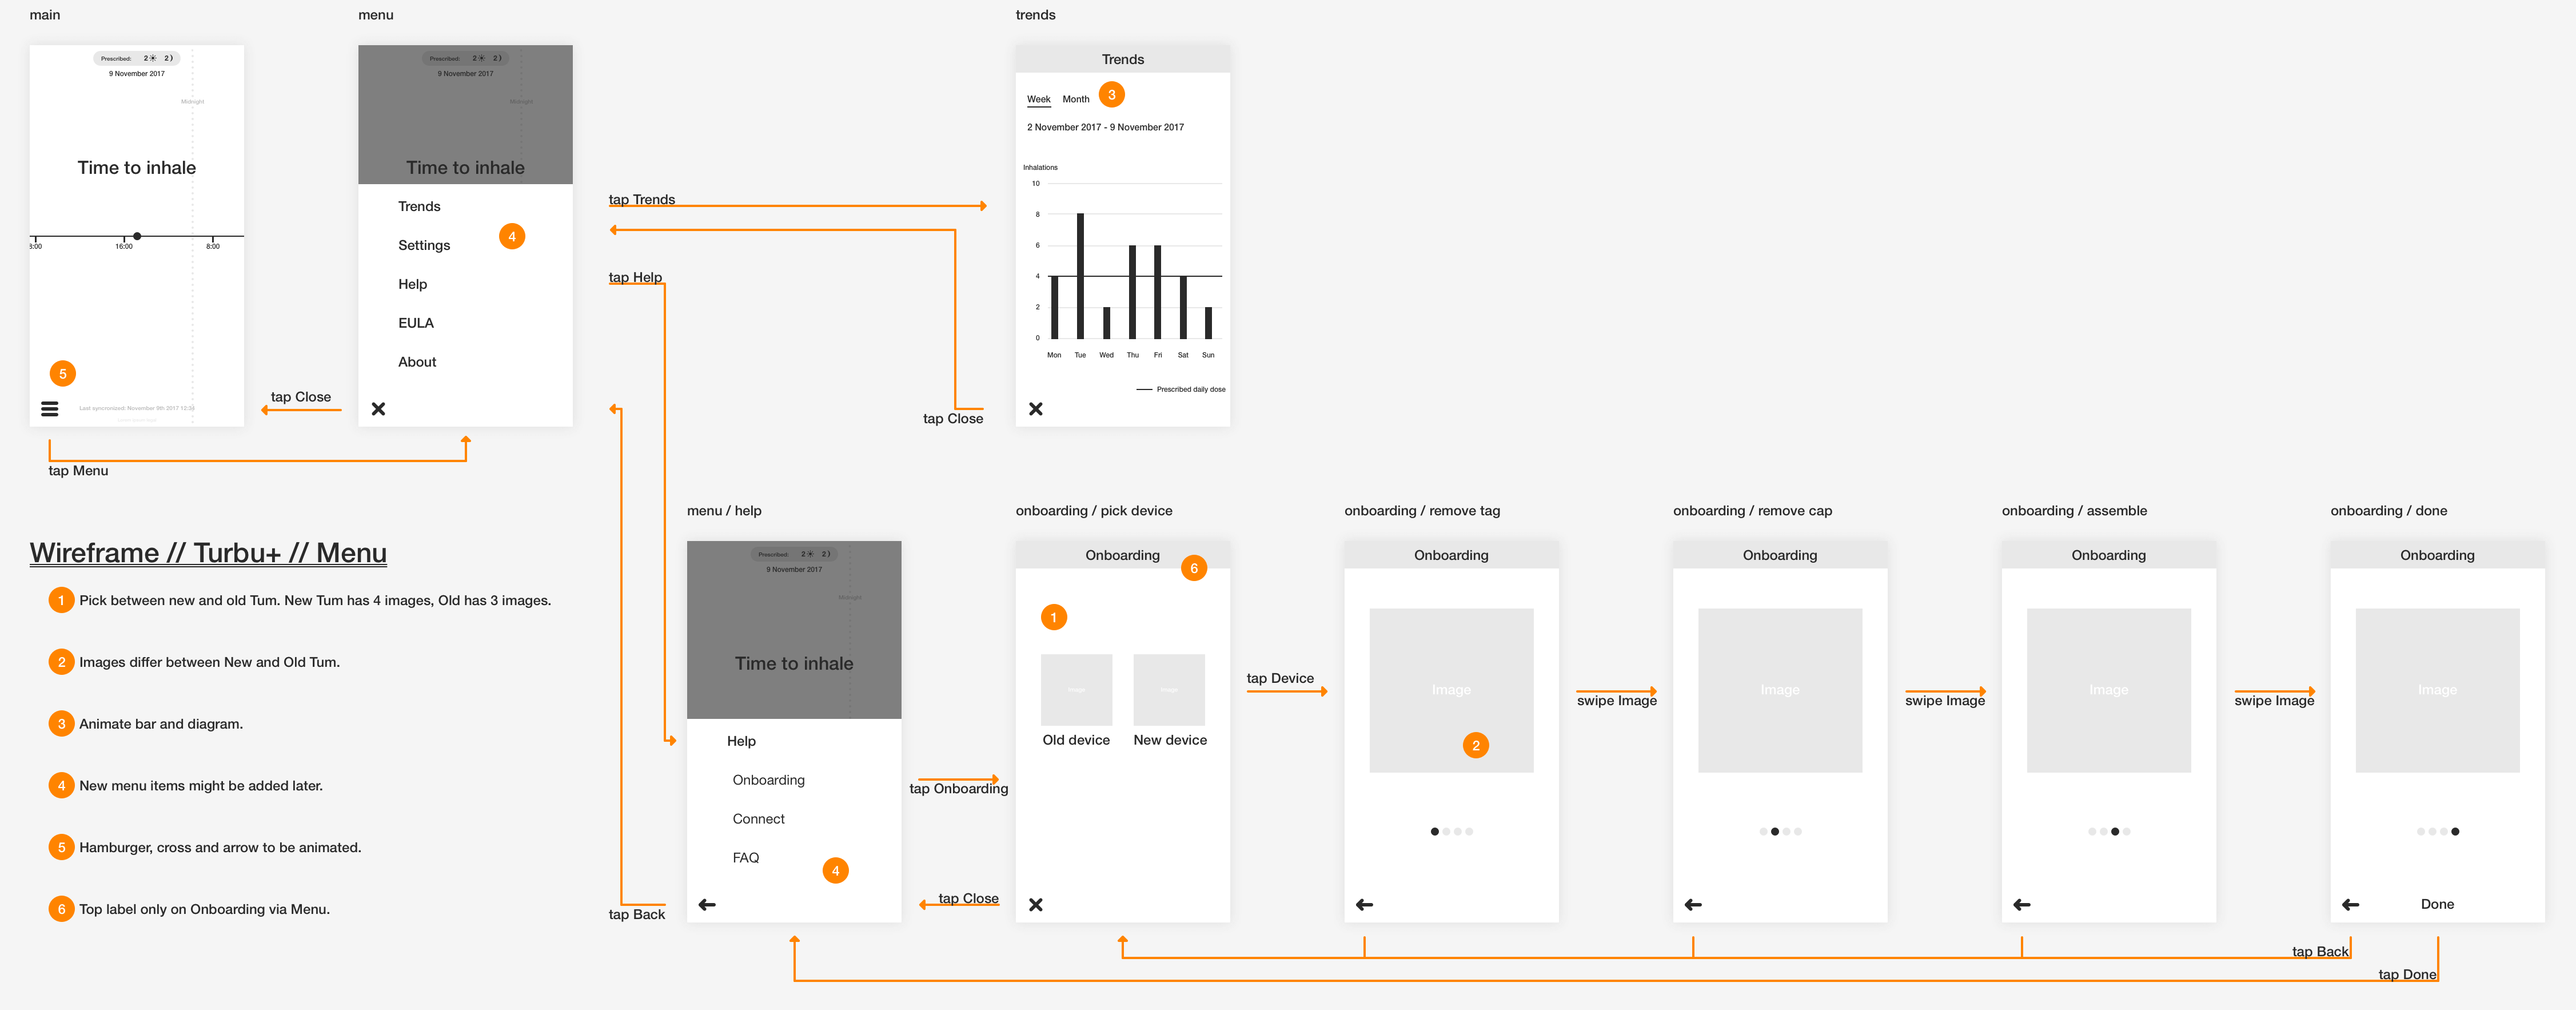 main
menu
trends
Prescribed: 2 2
9 November 2017
Midnight
Time to inhale
16:00
8:00
5
Last syncronized: November 9th 2017 12:34
tap Menu
tap Close
Prescribed: 2 2
9 November 2017
Midnight
Time to inhale
Trends
Settings
4
Help
EULA
About
tap Trends
tap Help
tap Close
Trends
Week Month 3
2 November 2017 - 9 November 2017
Inhalations
10
8
6
4
2
0
Mon Tue Wed Thu Fri Sat Sun
Prescribed daily dose
Wireframe // Turbu+ // Menu
1 Pick between new and old Tum. New Tum has 4 images, Old has 3 images.
2 Images differ between New and Old Tum.
3 Animate bar and diagram.
4 New menu items might be added later.
5 Hamburger, cross and arrow to be animated.
6 Top label only on Onboarding via Menu.
menu / help
Prescribed: 2 2
9 November 2017
Midnight
Time to inhale
Help
Onboarding
Connect
FAQ
4
tap Back
tap Onboarding
tap Close
onboarding / pick device
Onboarding
6
1
Image Image
Old device New device
tap Device
onboarding / remove tag
Onboarding
Image
2
swipe Image
onboarding / remove cap
Onboarding
Image
swipe Image
onboarding / assemble
Onboarding
Image
swipe Image
onboarding / done
Onboarding
Image
Done
tap Back
tap Done